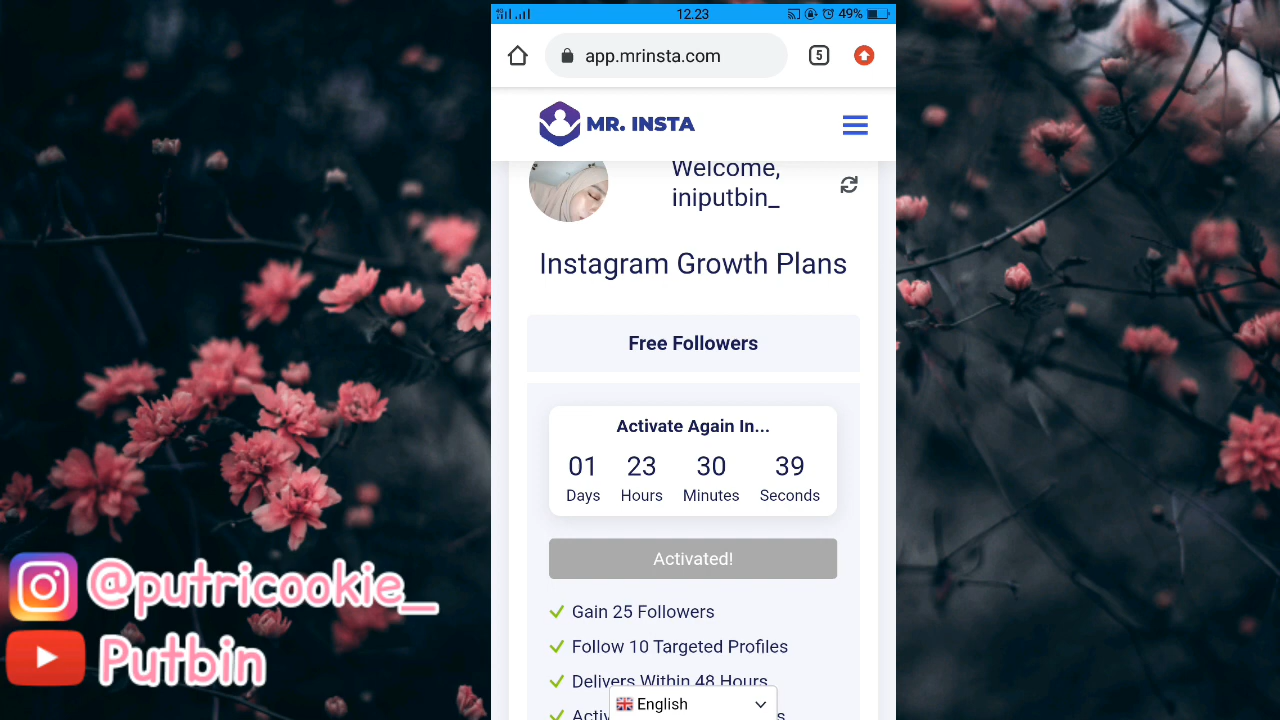 12.23
49%
app.mrinsta.com
5
MR. INSTA
Welcome,
iniputbin_
Instagram Growth Plans
Free Followers
Activate Again In...
01 23 30 39
Days Hours Minutes Seconds
Activated!
Gain 25 Followers
Follow 10 Targeted Profiles
Delivers Within 48 Hours
English
@putricookie_
Putbin